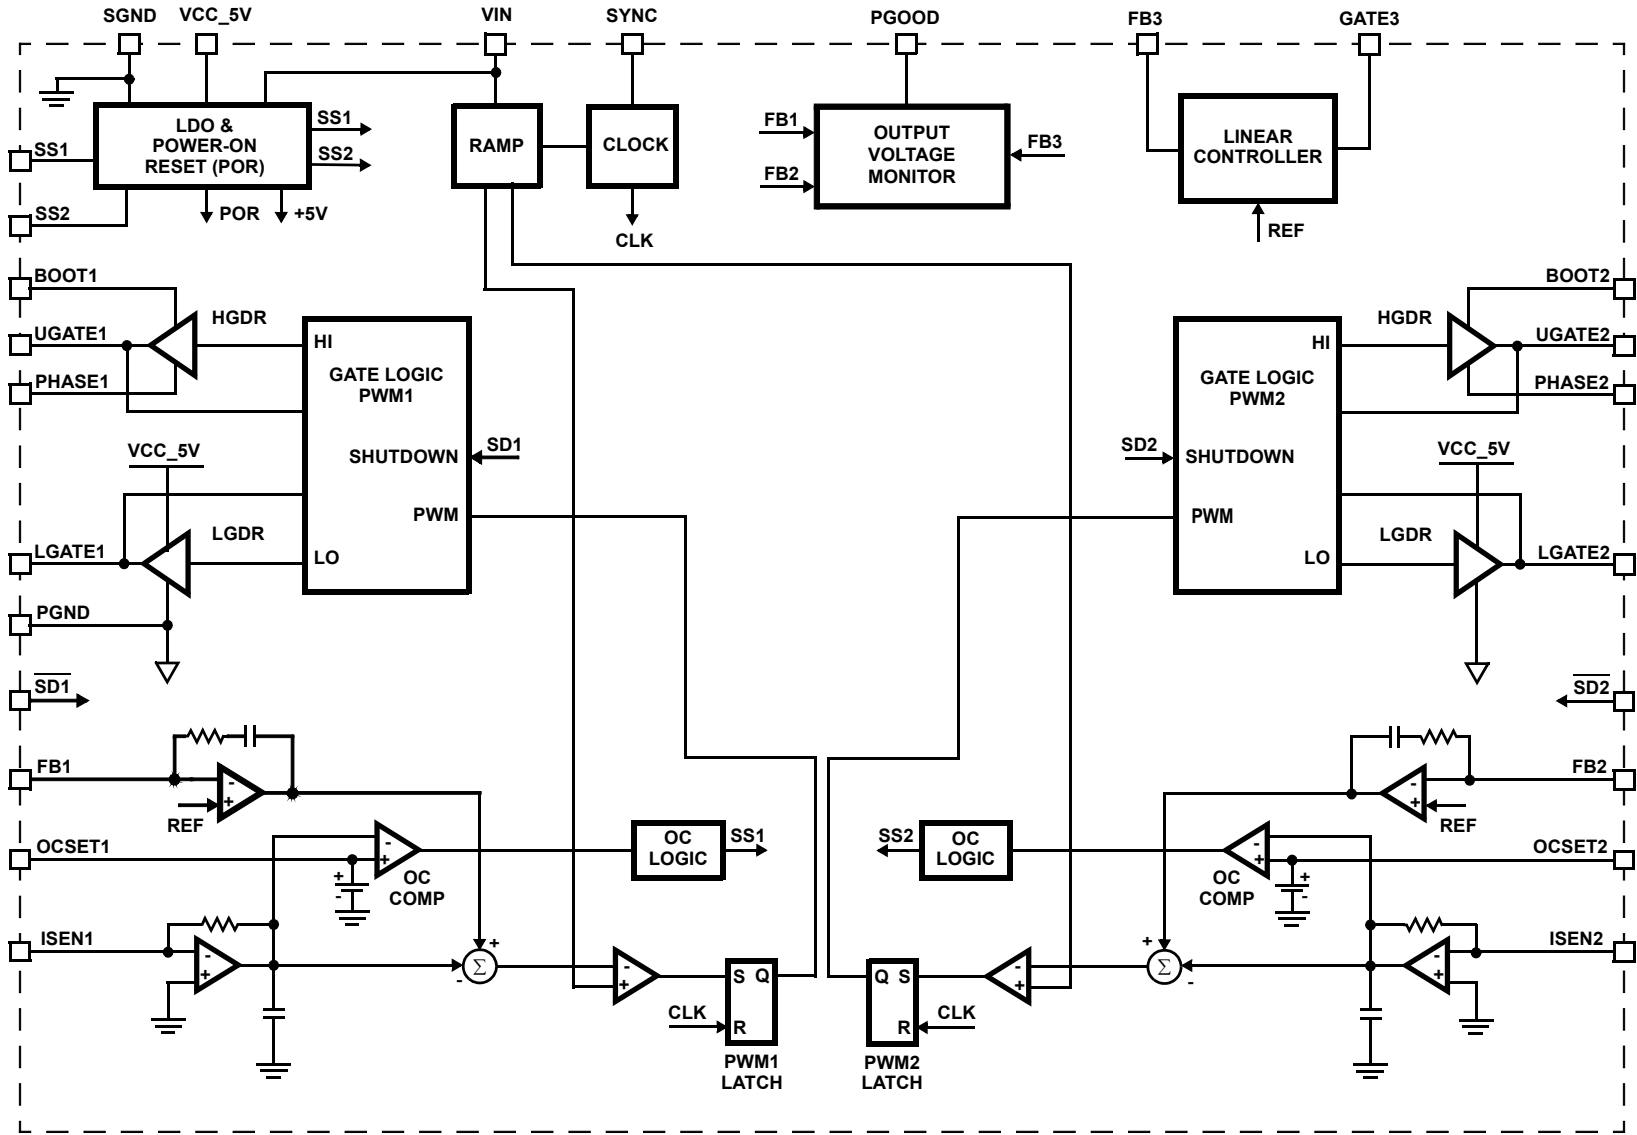 SGND
VCC_5V
VIN
SYNC
PGOOD
FB3
GATE3
LDO &
POWER-ON
RESET (POR)
SS1
SS2
SS1
SS2
POR
+5V
RAMP
CLOCK
CLK
FB1
FB2
OUTPUT
VOLTAGE
MONITOR
FB3
LINEAR
CONTROLLER
REF
BOOT1
UGATE1
PHASE1
HGDR
HI
GATE LOGIC
PWM1
SHUTDOWN
SD1
PWM
LO
VCC_5V
LGDR
LGATE1
PGND
SD1
BOOT2
UGATE2
PHASE2
HGDR
HI
GATE LOGIC
PWM2
SD2
SHUTDOWN
PWM
LO
VCC_5V
LGDR
LGATE2
SD2
FB1
-
+
REF
OCSET1
-
+
OC
COMP
+
-
OC
LOGIC
SS1
ISEN1
-
+
+
Σ
-
-
+
S Q
CLK
R
PWM1
LATCH
FB2
-
+
REF
OCSET2
-
+
OC
COMP
+
-
OC
LOGIC
SS2
ISEN2
-
+
+
Σ
-
-
+
Q S
CLK
R
PWM2
LATCH